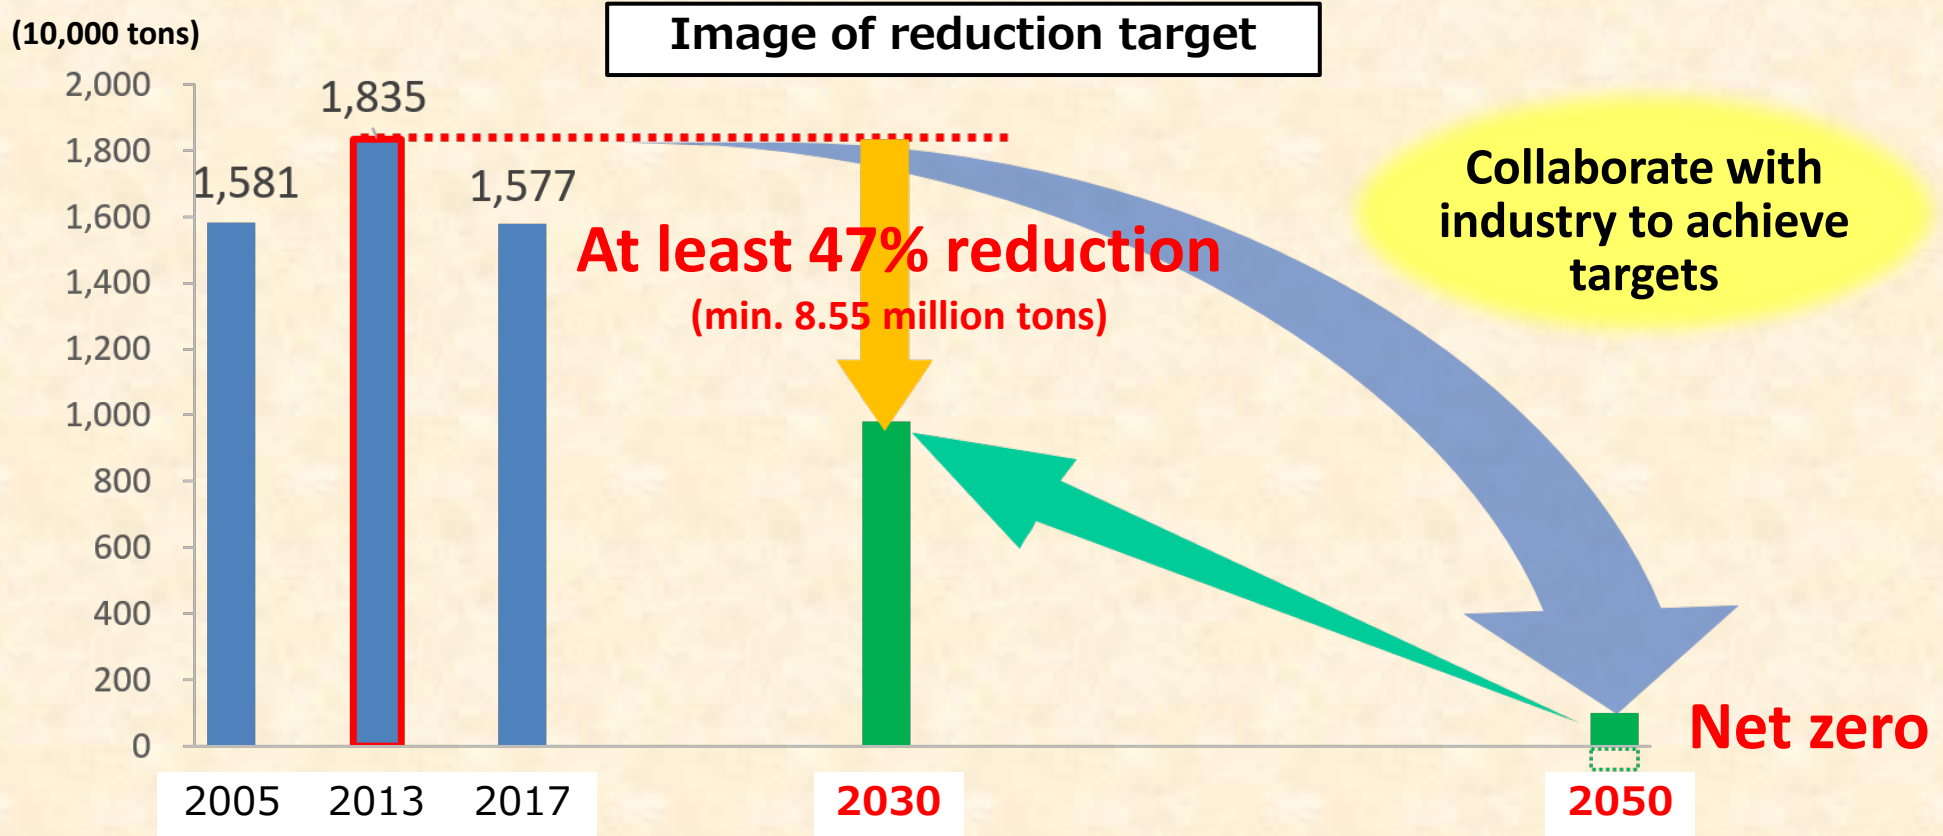 (10,000 tons)
Image of reduction target
2,000
1,800
1,600
1,400
1,200
1,000
800
600
400
200
0
1,581
1,835
1,577
At least 47% reduction
(min. 8.55 million tons)
Collaborate with
industry to achieve
targets
Net zero
2005
2013
2017
2030
2050